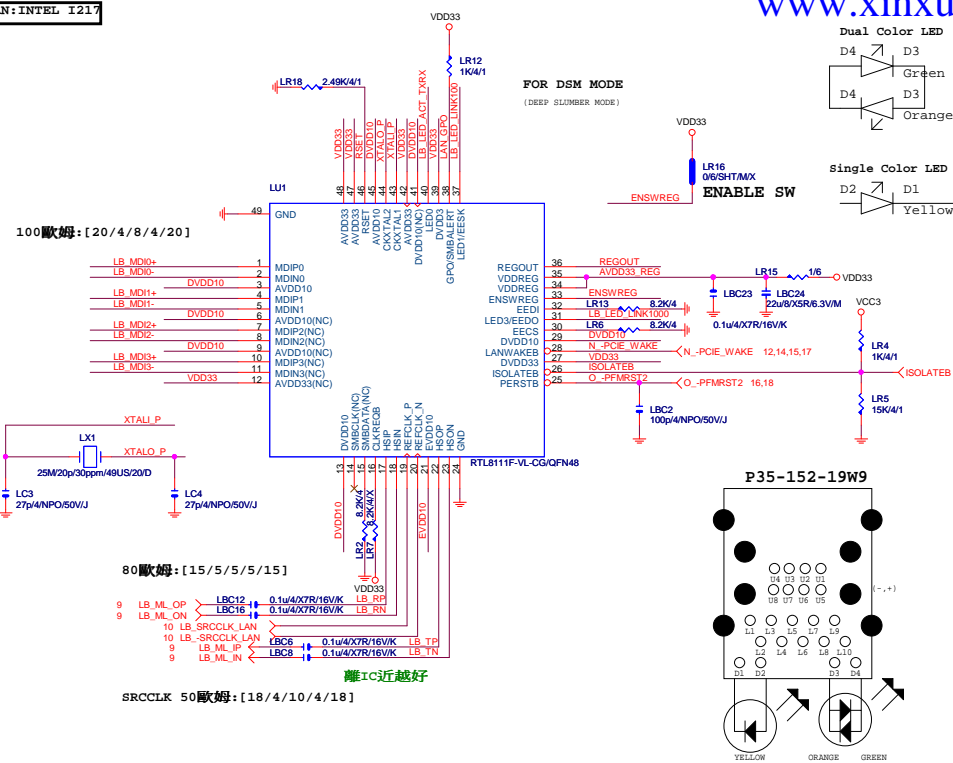 N:INTEL I217
www.xinxu
VDD33
LR12
1K/4/1
LR18
2.49K/4/1
FOR DSM MODE
(DEEP SLUMBER MODE)
Dual Color LED
D4
D3
Green
D4
D3
Orange
Single Color LED
D2
D1
Yellow
VDD33
LR16
0/6/SHT/M/X
ENABLE SW
ENSWREG
VDD33
VDD33
RSET
DVDD10
XTALO_P
XTALI_P
VDD33
DVDD10
LB_LED_ACT_TXRX
VDD33
LAN_GPO
LB_LED_LINK100
48
47
46
45
44
43
42
41
40
39
38
37
LU1
49
GND
AVDD33
AVDD33
RSET
AVDD10
CKXTAL2
CKXTAL1
AVDD33
DVDD10(NC)
LED0
DVDD3
GPO/SMBALERT
LED1/EESK
100歐姆:[20/4/8/4/20]
LB_MDI0+ 1 MDIP0
LB_MDI0- 2 MDIN0
DVDD10 3 AVDD10
LB_MDI1+ 4 MDIP1
LB_MDI1- 5 MDIN1
DVDD10 6 AVDD10(NC)
LB_MDI2+ 7 MDIP2(NC)
LB_MDI2- 8 MDIN2(NC)
DVDD10 9 AVDD10(NC)
LB_MDI3+ 10 MDIP3(NC)
LB_MDI3- 11 MDIN3(NC)
VDD33 12 AVDD33(NC)
REGOUT 36 REGOUT
VDDREG 35 AVDD33_REG
VDDREG 34
ENSWREG 33 ENSWREG
EEDI 32 LR13 8.2K/4
LED3/EEDO 31 LB_LED_LINK1000
EECS 30 LR6 8.2K/4
DVDD10 29 DVDD10
LANWAKEB 28 N_-PCIE_WAKE
DVDD33 27 VDD33
ISOLATEB 26 ISOLATEB
PERSTB 25 O_-PFMRST2
LR15
1/6
VDD33
LBC23
0.1u/4/X7R/16V/K
LBC24
22u/8/X5R/6.3V/M
VCC3
LR4
1K/4/1
N_-PCIE_WAKE 12,14,15,17
ISOLATEB
O_-PFMRST2 16,18
LR5
15K/4/1
LBC2
100p/4/NPO/50V/J
XTALI_P
LX1
XTALO_P
25M/20p/30ppm/49US/20/D
LC3
27p/4/NPO/50V/J
LC4
27p/4/NPO/50V/J
DVDD10
SMBCLK(NC)
SMBDATA(NC)
CLKREQB
HSIP
HSIN
REFCLK_P
REFCLK_N
EVDD10
HSOP
HSON
GND
RTL8111F-VL-CG/QFN48
13
14
15
16
17
18
19
20
21
22
23
24
DVDD10
LR2
8.2K/4
LR7
8.2K/4/X
EVDD10
VDD33
80歐姆:[15/5/5/5/15]
9 LB_ML_OP LBC12 0.1u/4/X7R/16V/K LB_RP
9 LB_ML_ON LBC16 0.1u/4/X7R/16V/K LB_RN
10 LB_SRCCLK_LAN
10 LB_-SRCCLK_LAN
9 LB_ML_IP LBC6 0.1u/4/X7R/16V/K LB_TP
9 LB_ML_IN LBC8 0.1u/4/X7R/16V/K LB_TN
離IC近越好
SRCCLK 50歐姆:[18/4/10/4/18]
P35-152-19W9
U4 U3 U2 U1
U8 U7 U6 U5
(-,+)
L1 L3 L5 L7 L9
L2 L4 L6 L8 L10
D1 D2 D3 D4
YELLOW
ORANGE
GREEN